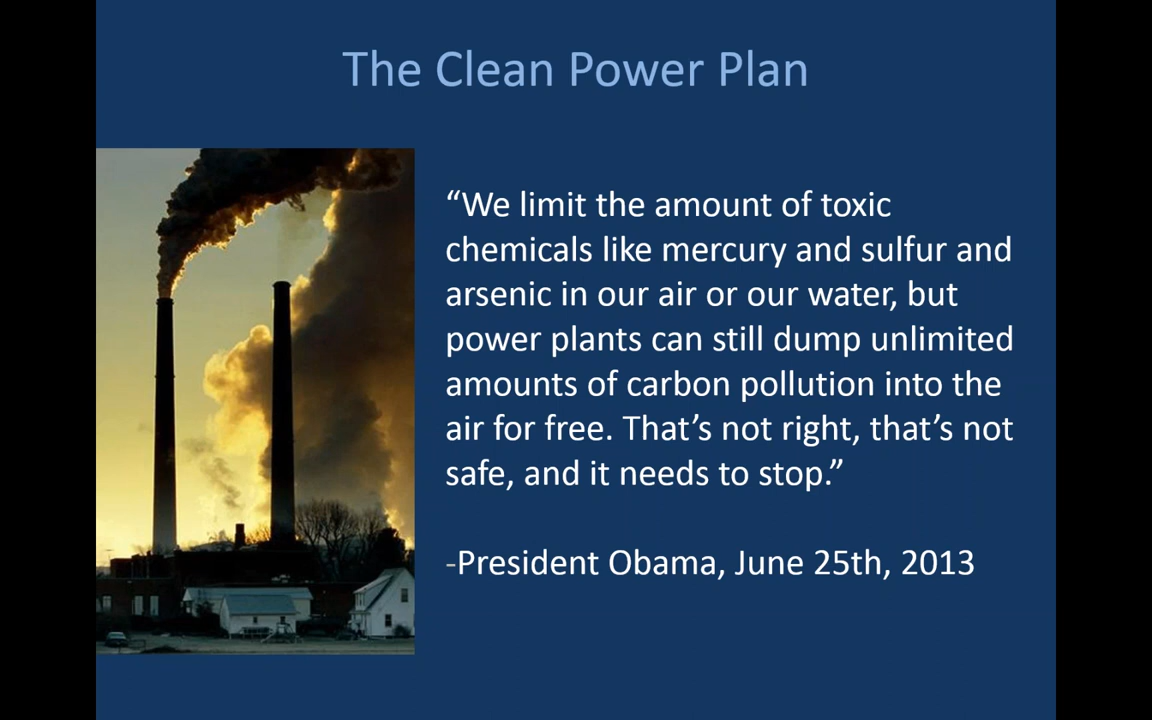 The Clean Power Plan
“We limit the amount of toxic
chemicals like mercury and sulfur and
arsenic in our air or our water, but
power plants can still dump unlimited
amounts of carbon pollution into the
air for free. That’s not right, that’s not
safe, and it needs to stop.”
-President Obama, June 25th, 2013